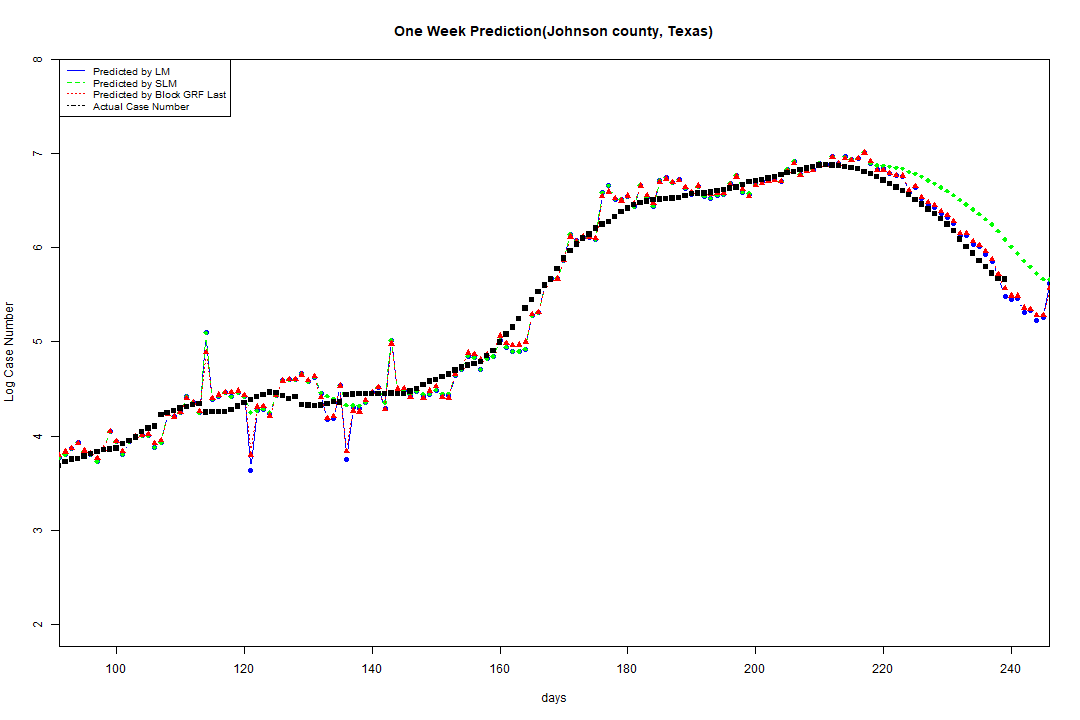 One Week Prediction(Johnson county, Texas)
Predicted by LM
Predicted by SLM
Predicted by Block GRF Last
Actual Case Number
Log Case Number
8
7
6
5
4
3
2
100 120 140 160 180 200 220 240
days